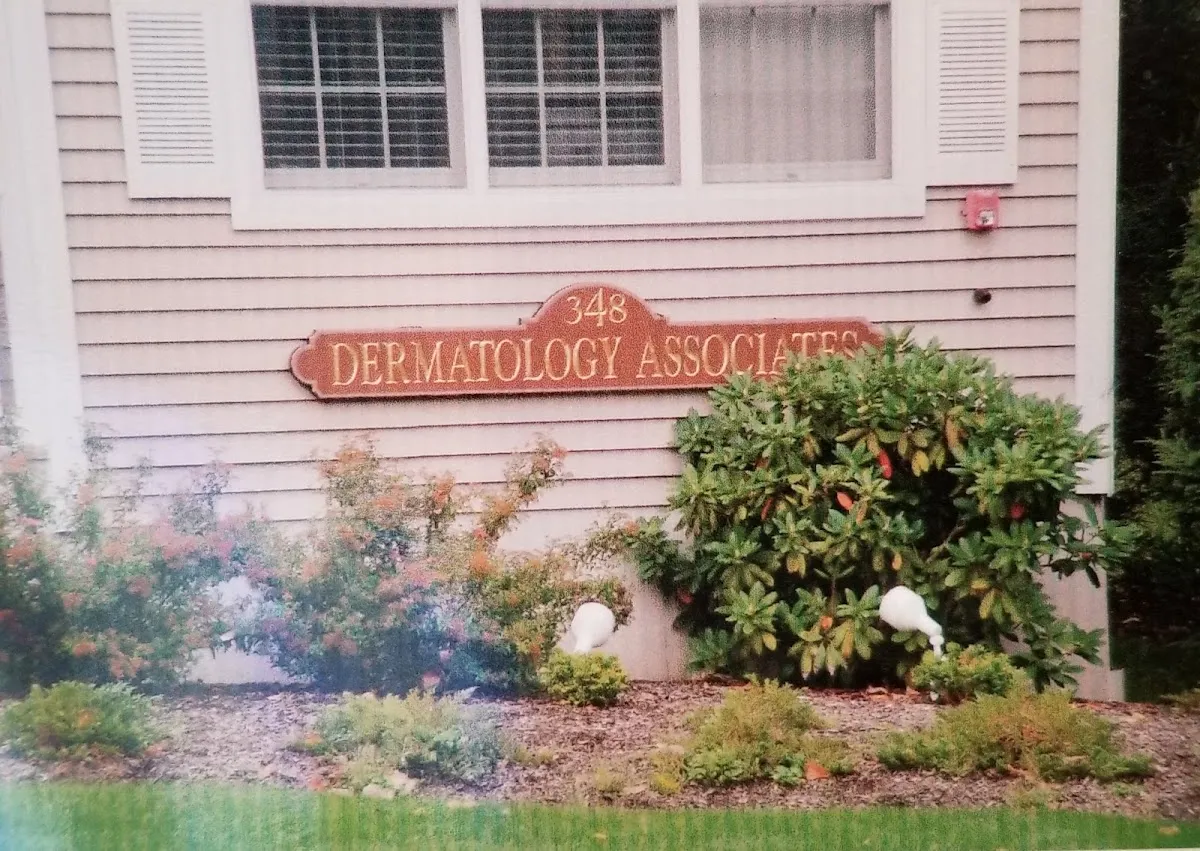 348
DERMATOLOGY ASSOCIATES